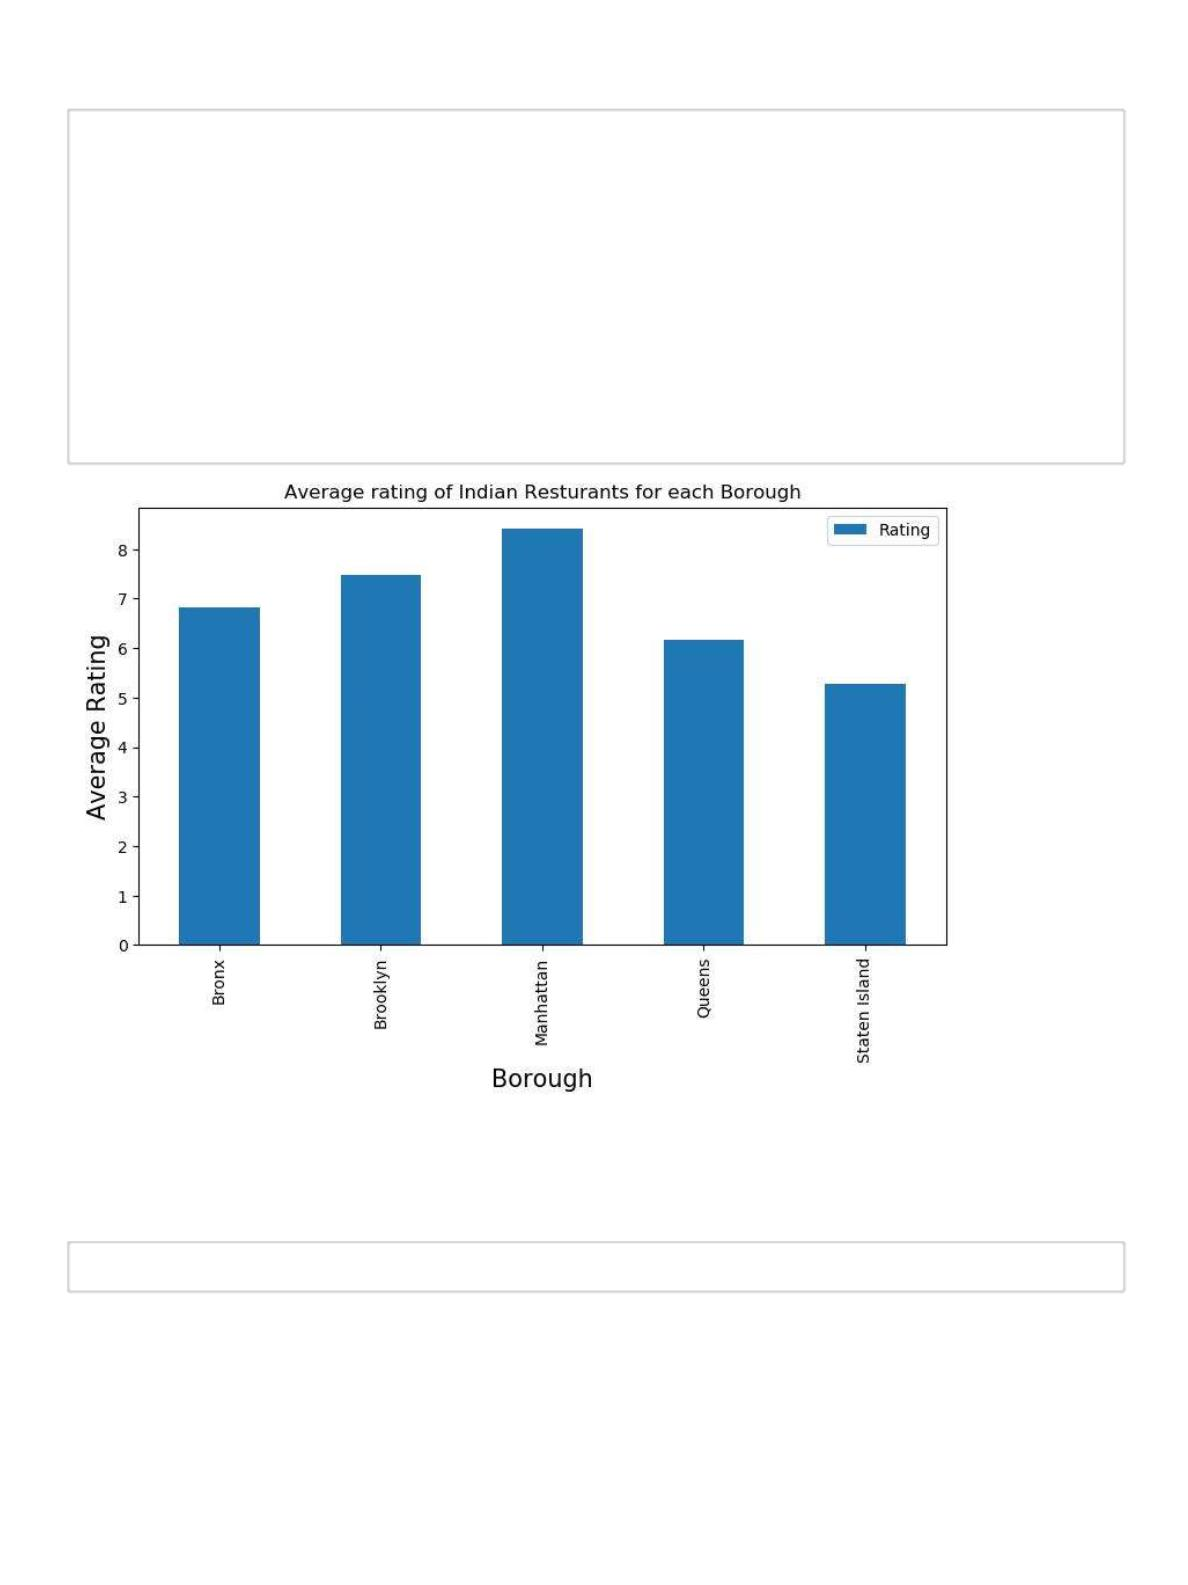 Average rating of Indian Resturants for each Borough
Rating
Average Rating
8
7
6
5
4
3
2
1
0
Bronx
Brooklyn
Manhattan
Queens
Staten Island
Borough